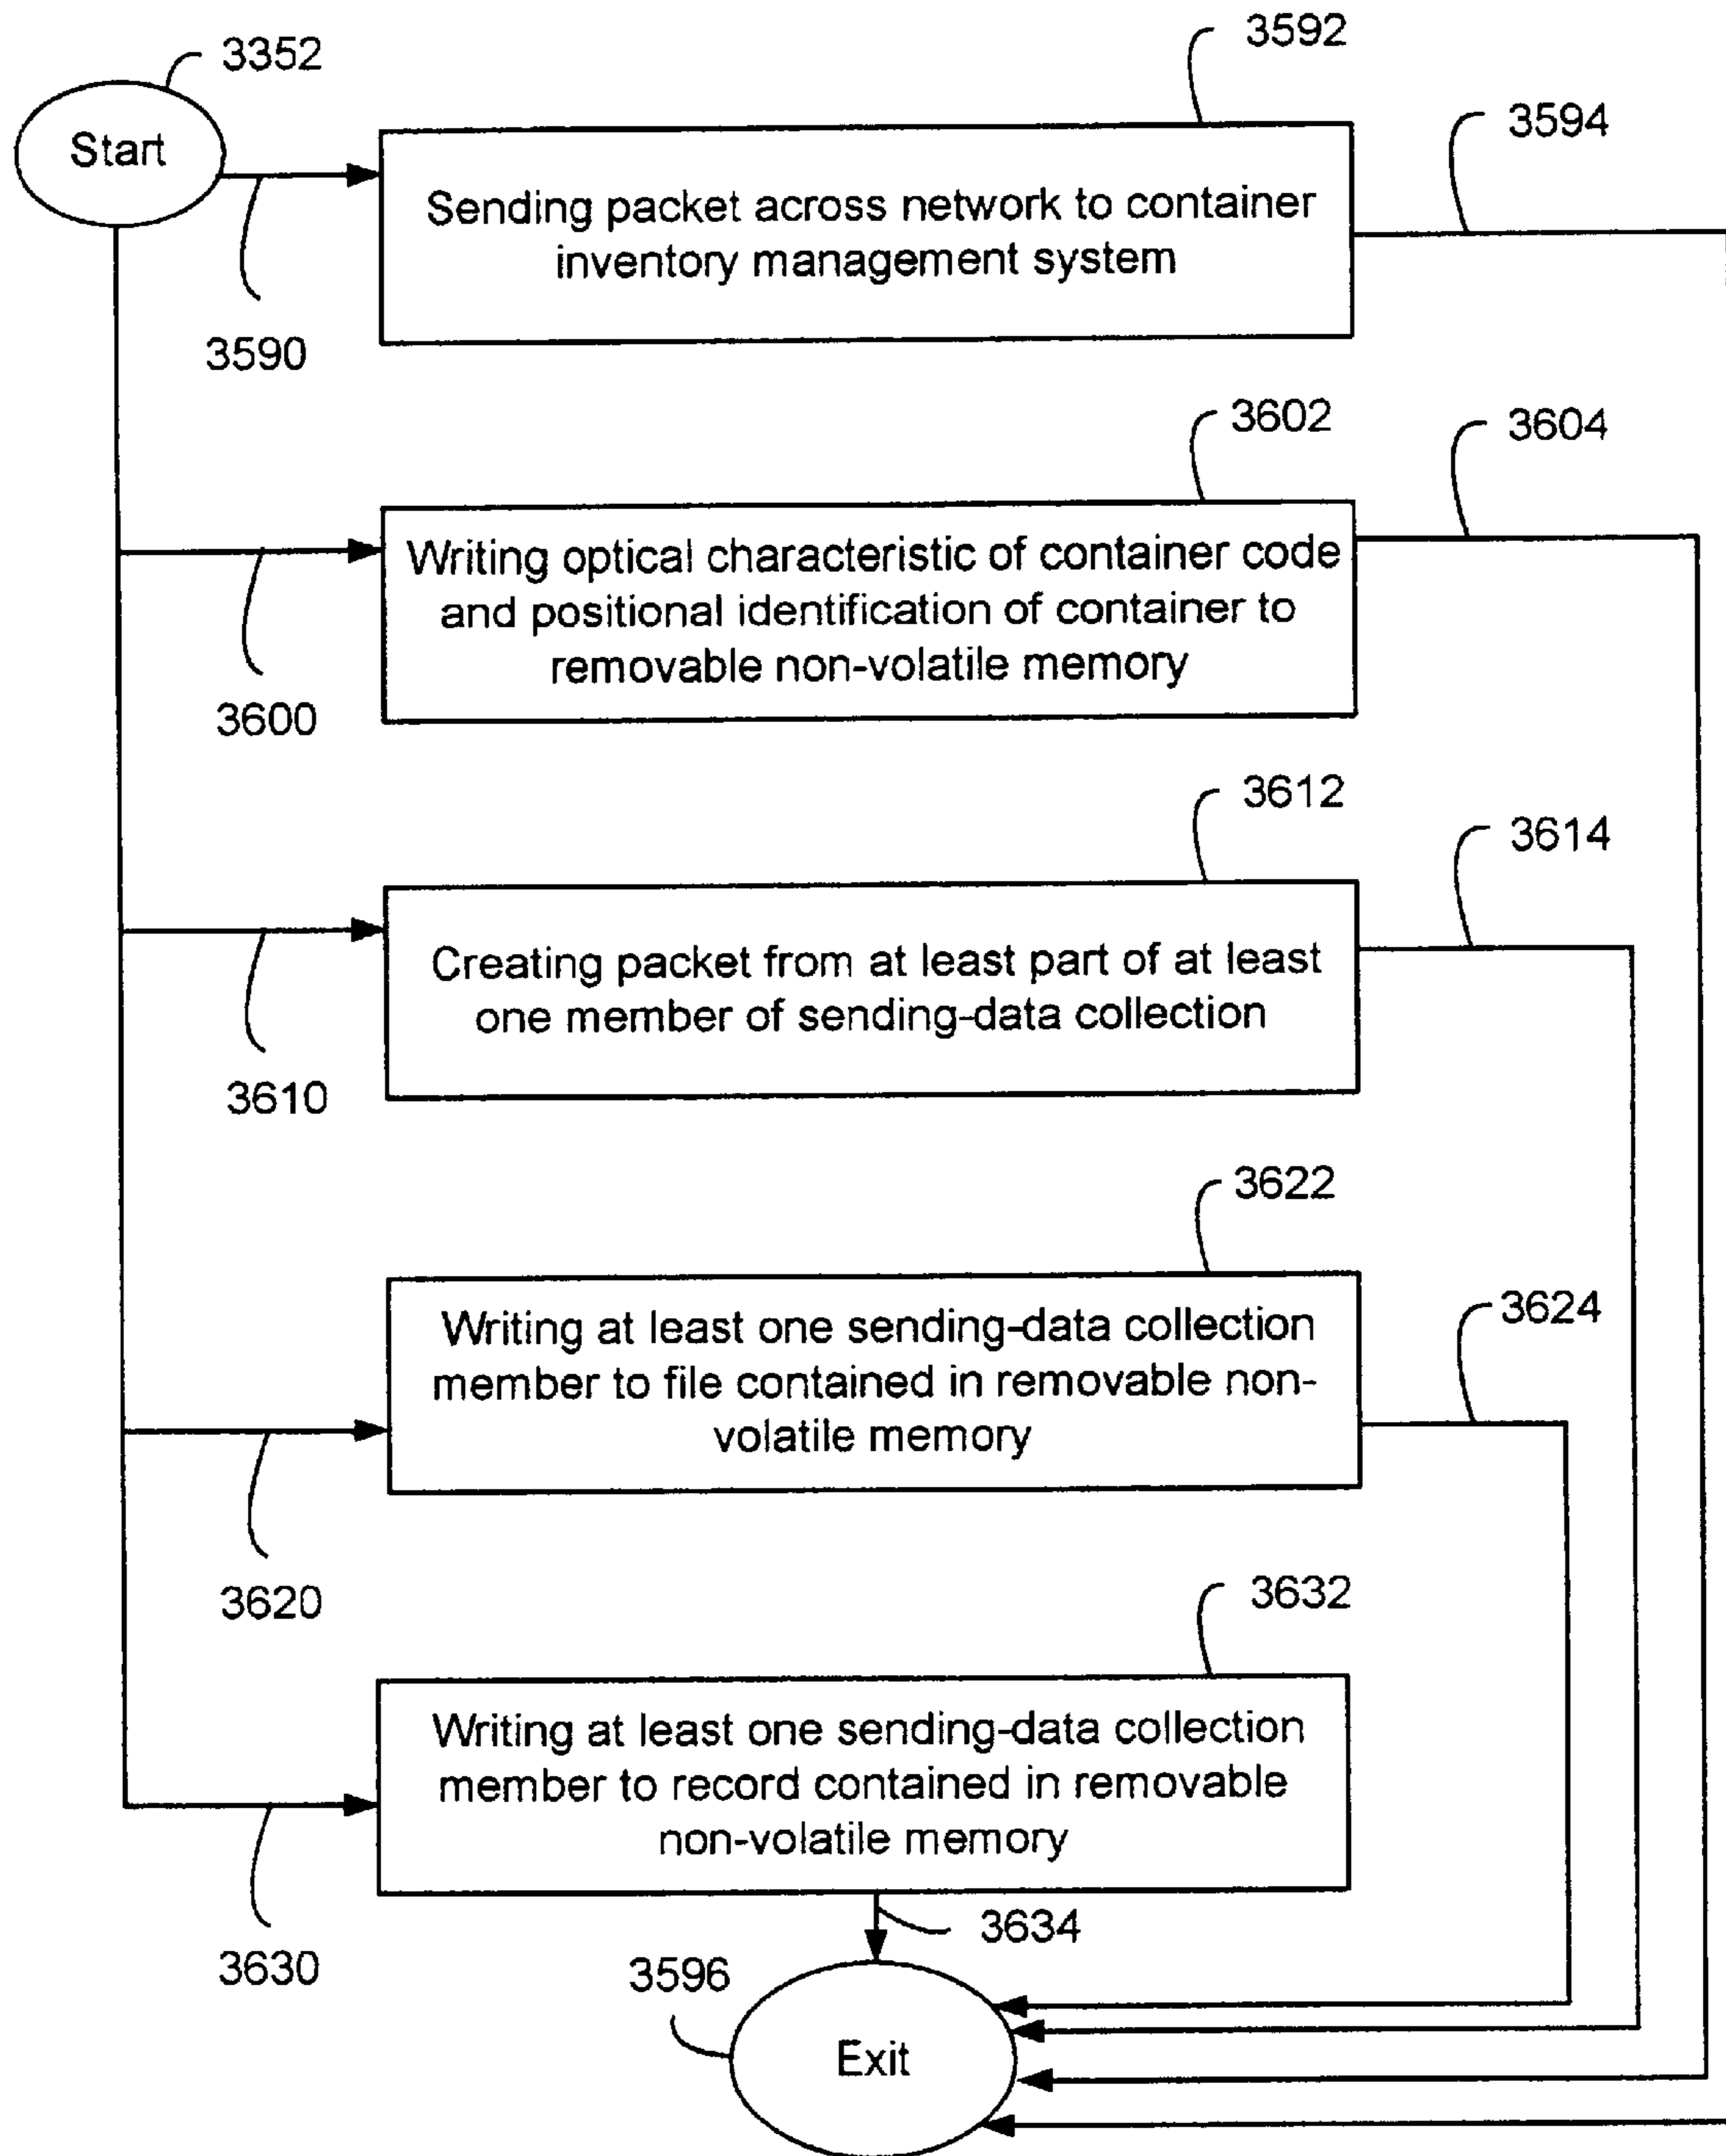 3352
Start
3592
3594
Sending packet across network to container
inventory management system
3590
3602
3604
Writing optical characteristic of container code
and positional identification of container to
removable non-volatile memory
3600
3612
3614
Creating packet from at least part of at least
one member of sending-data collection
3610
3622
3624
Writing at least one sending-data collection
member to file contained in removable non-
volatile memory
3620
3632
Writing at least one sending-data collection
member to record contained in removable
non-volatile memory
3630
3634
3596
Exit